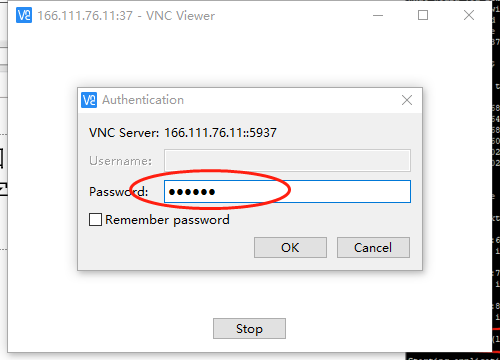 166.111.76.11:37 - VNC Viewer
Authentication
VNC Server: 166.111.76.11::5937
Username:
Password: ●●●●●●
Remember password
OK Cancel
Stop